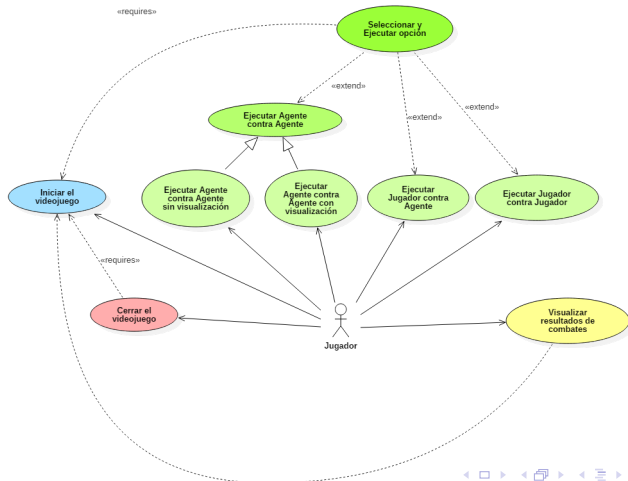 «requires»
Seleccionar y
Ejecutar opción
«extend»
«extend»
«extend»
Ejecutar Agente
contra Agente
Iniciar el
videojuego
Ejecutar Agente
contra Agente
sin visualización
Ejecutar
Agente contra
Agente con
visualización
Ejecutar
Jugador contra
Agente
Ejecutar Jugador
contra Jugador
«requires»
Cerrar el
videojuego
Jugador
Visualizar
resultados de
combates